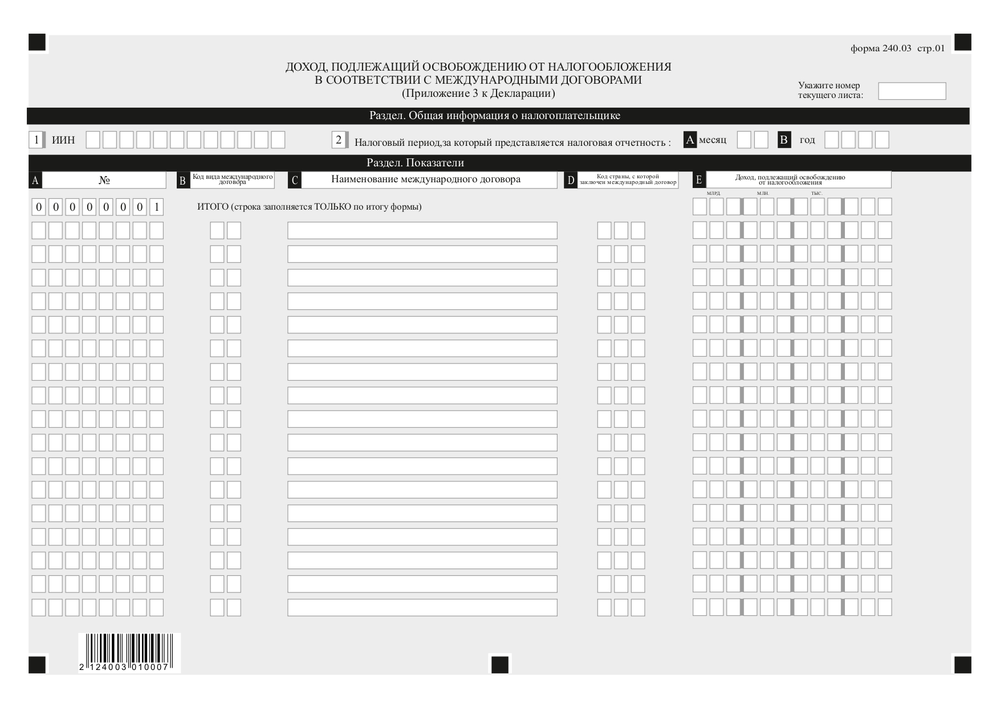 форма 240.03 стр.01
ДОХОД, ПОДЛЕЖАЩИЙ ОСВОБОЖДЕНИЮ ОТ НАЛОГООБЛОЖЕНИЯ
В СООТВЕТСТВИИ С МЕЖДУНАРОДНЫМИ ДОГОВОРАМИ
(Приложение 3 к Декларации)
Укажите номер
текущего листа:
Раздел. Общая информация о налогоплательщике
1 ИИН 2 Налоговый период,за который представляется налоговая отчетность : A месяц B год
Раздел. Показатели
A №
B Код вида международного
договора
C Наименование международного договора
D Код страны, с которой
заключен международный договор
E Доход, подлежащий освобождению
от налогообложения
МЛРД. МЛН. ТЫС.
0 0 0 0 0 0 0 1 ИТОГО (строка заполняется ТОЛЬКО по итогу формы)
2 124003 010007